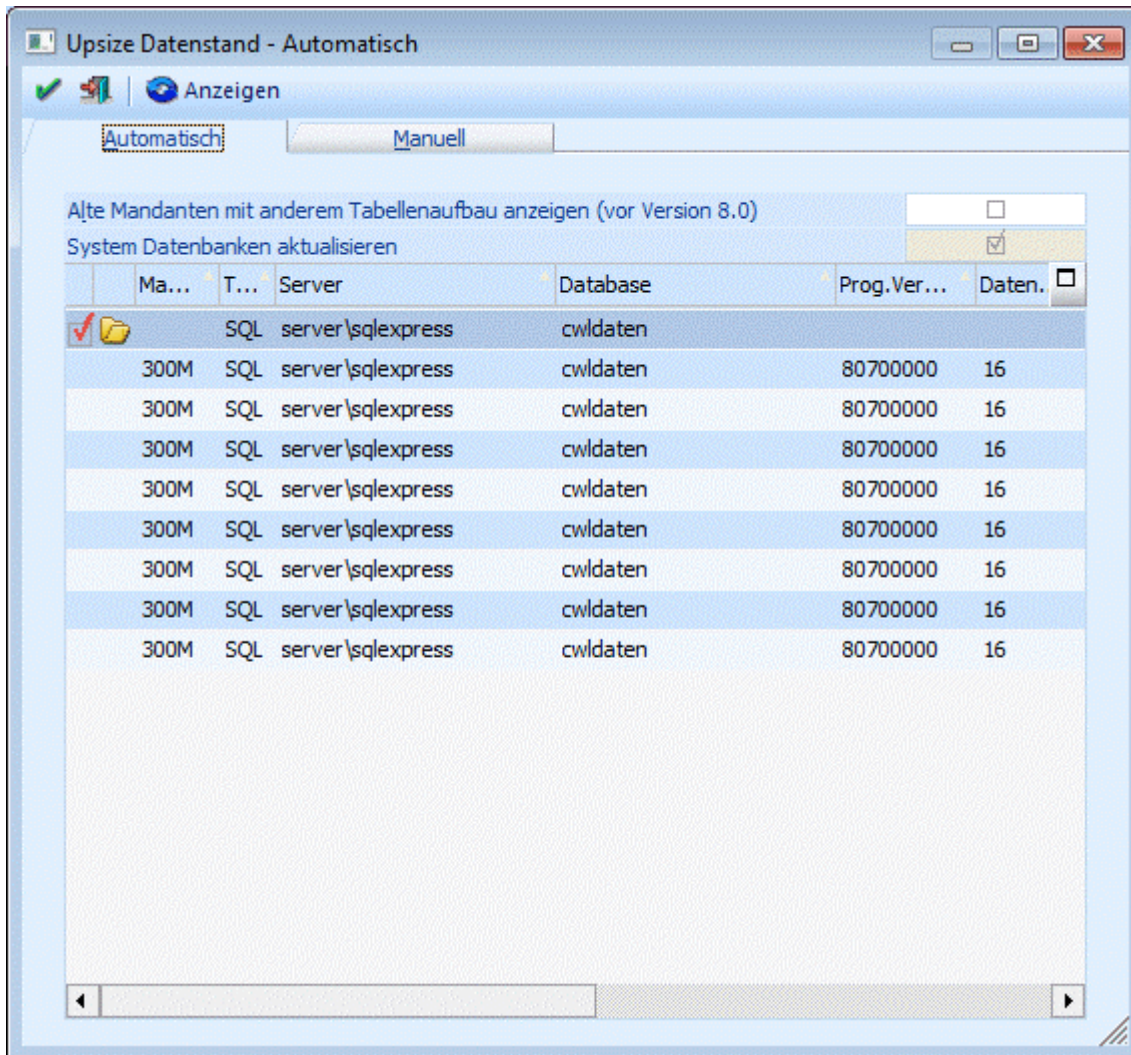 Upsize Datenstand - Automatisch
Anzeigen
Automatisch Manuell
Alte Mandanten mit anderem Tabellenaufbau anzeigen (vor Version 8.0)
System Datenbanken aktualisieren
Ma... T... Server Database Prog.Ver... Daten.
SQL server\sqlexpress cwldaten
300M SQL server\sqlexpress cwldaten 80700000 16
300M SQL server\sqlexpress cwldaten 80700000 16
300M SQL server\sqlexpress cwldaten 80700000 16
300M SQL server\sqlexpress cwldaten 80700000 16
300M SQL server\sqlexpress cwldaten 80700000 16
300M SQL server\sqlexpress cwldaten 80700000 16
300M SQL server\sqlexpress cwldaten 80700000 16
300M SQL server\sqlexpress cwldaten 80700000 16